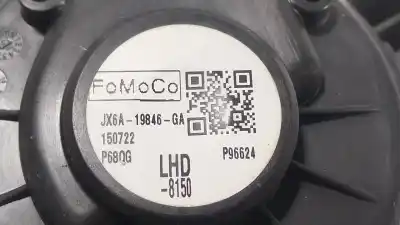 FoMoCo
JX6A-19846-GA
150722
P680G P96624
LHD
-8150